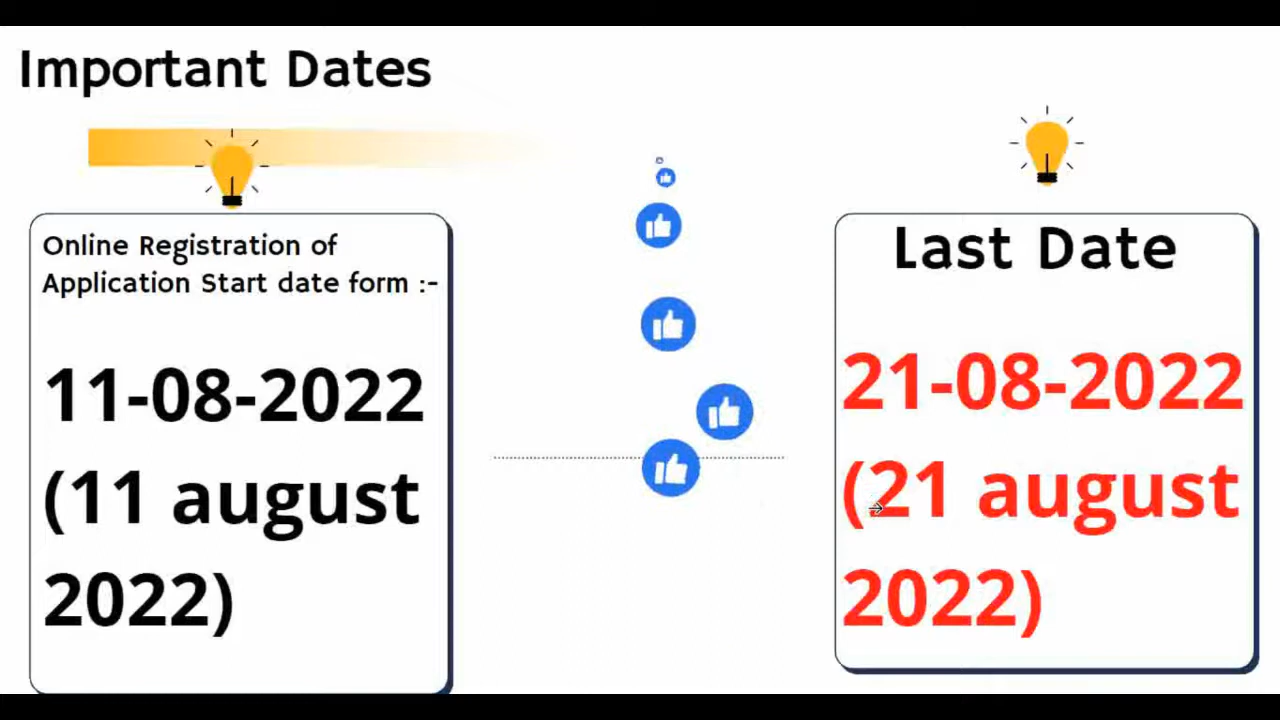 Important Dates
Online Registration of
Application Start date form :-
11-08-2022
(11 august
2022)
Last Date
21-08-2022
(21 august
2022)